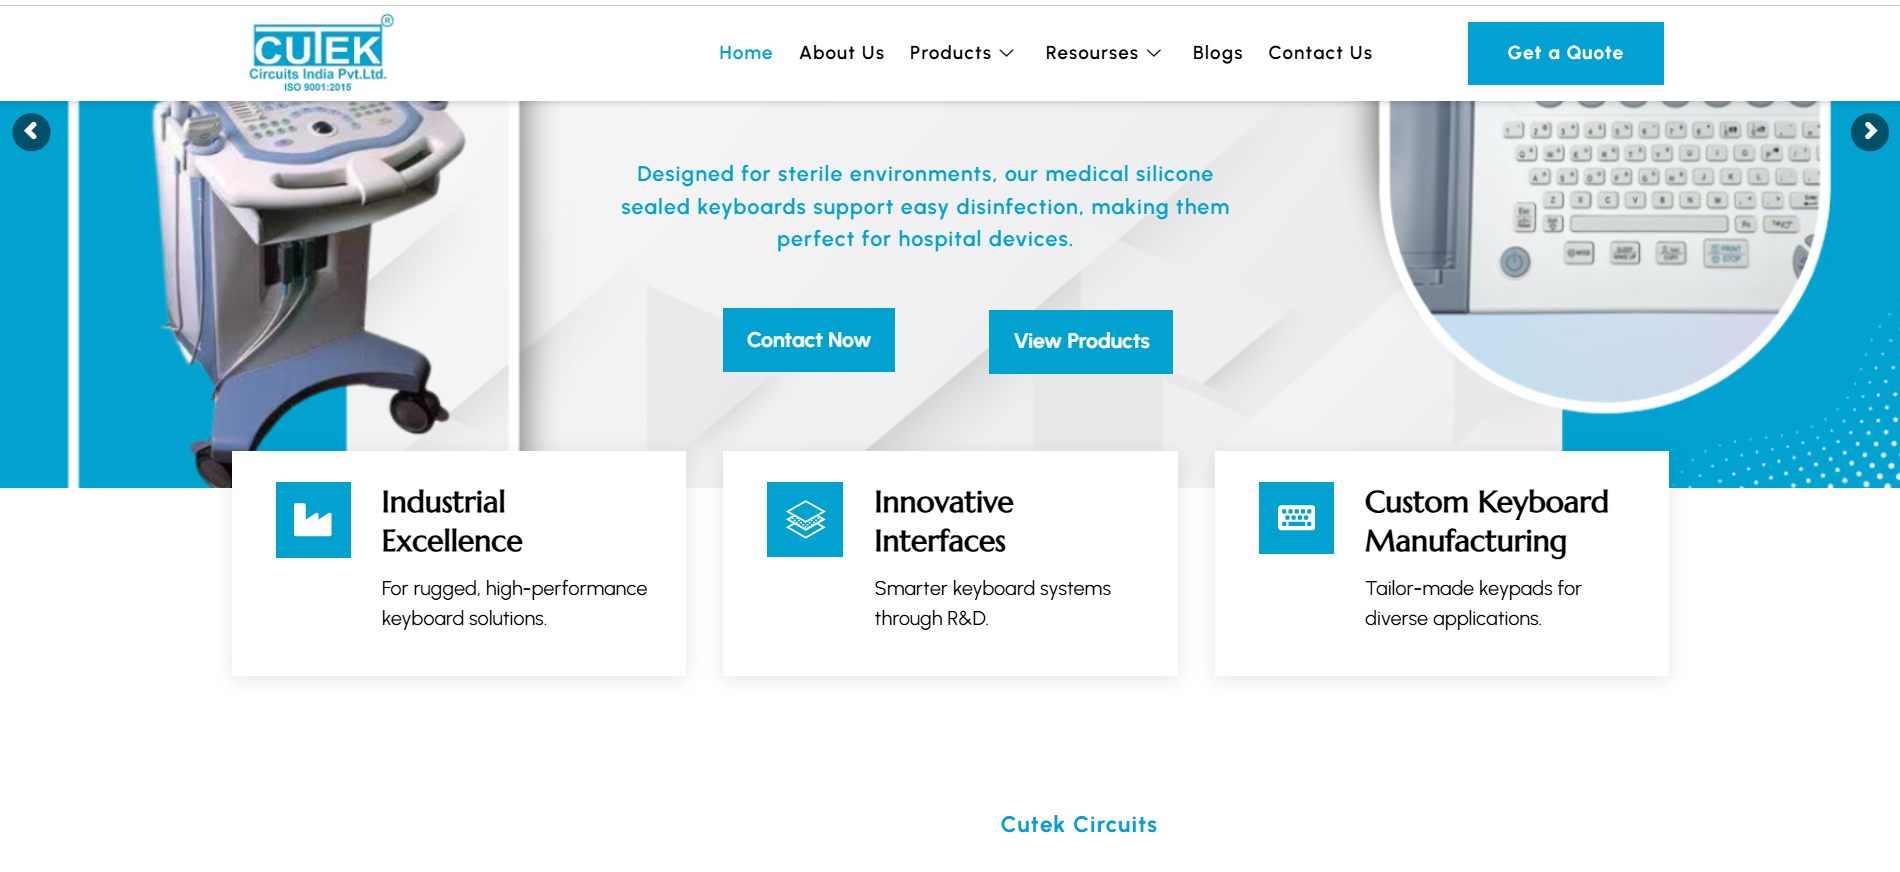 CUTEK®
Circuits India Pvt.Ltd.
ISO 9001:2015
Home
About Us
Products
Resourses
Blogs
Contact Us
Get a Quote
Designed for sterile environments, our medical silicone
sealed keyboards support easy disinfection, making them
perfect for hospital devices.
Contact Now
View Products
PRINT
STOP
Industrial
Excellence
For rugged, high-performance
keyboard solutions.
Innovative
Interfaces
Smarter keyboard systems
through R&D.
Custom Keyboard
Manufacturing
Tailor-made keypads for
diverse applications.
Cutek Circuits